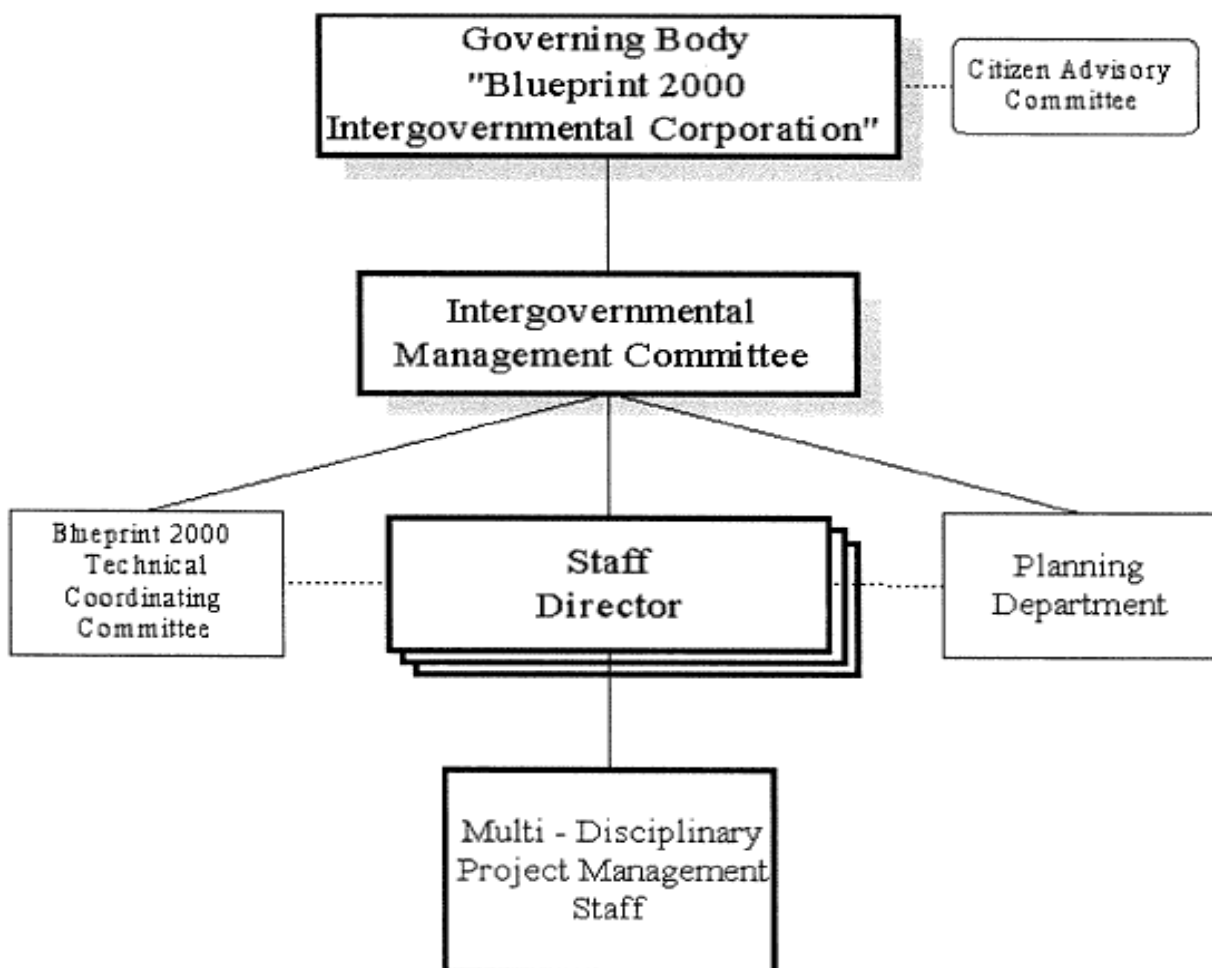 Governing Body
"Blueprint 2000
Intergovernmental Corporation"
Citizen Advisory
Committee
Intergovernmental
Management Committee
Blueprint 2000
Technical
Coordinating
Committee
Staff
Director
Planning
Department
Multi - Disciplinary
Project Management
Staff